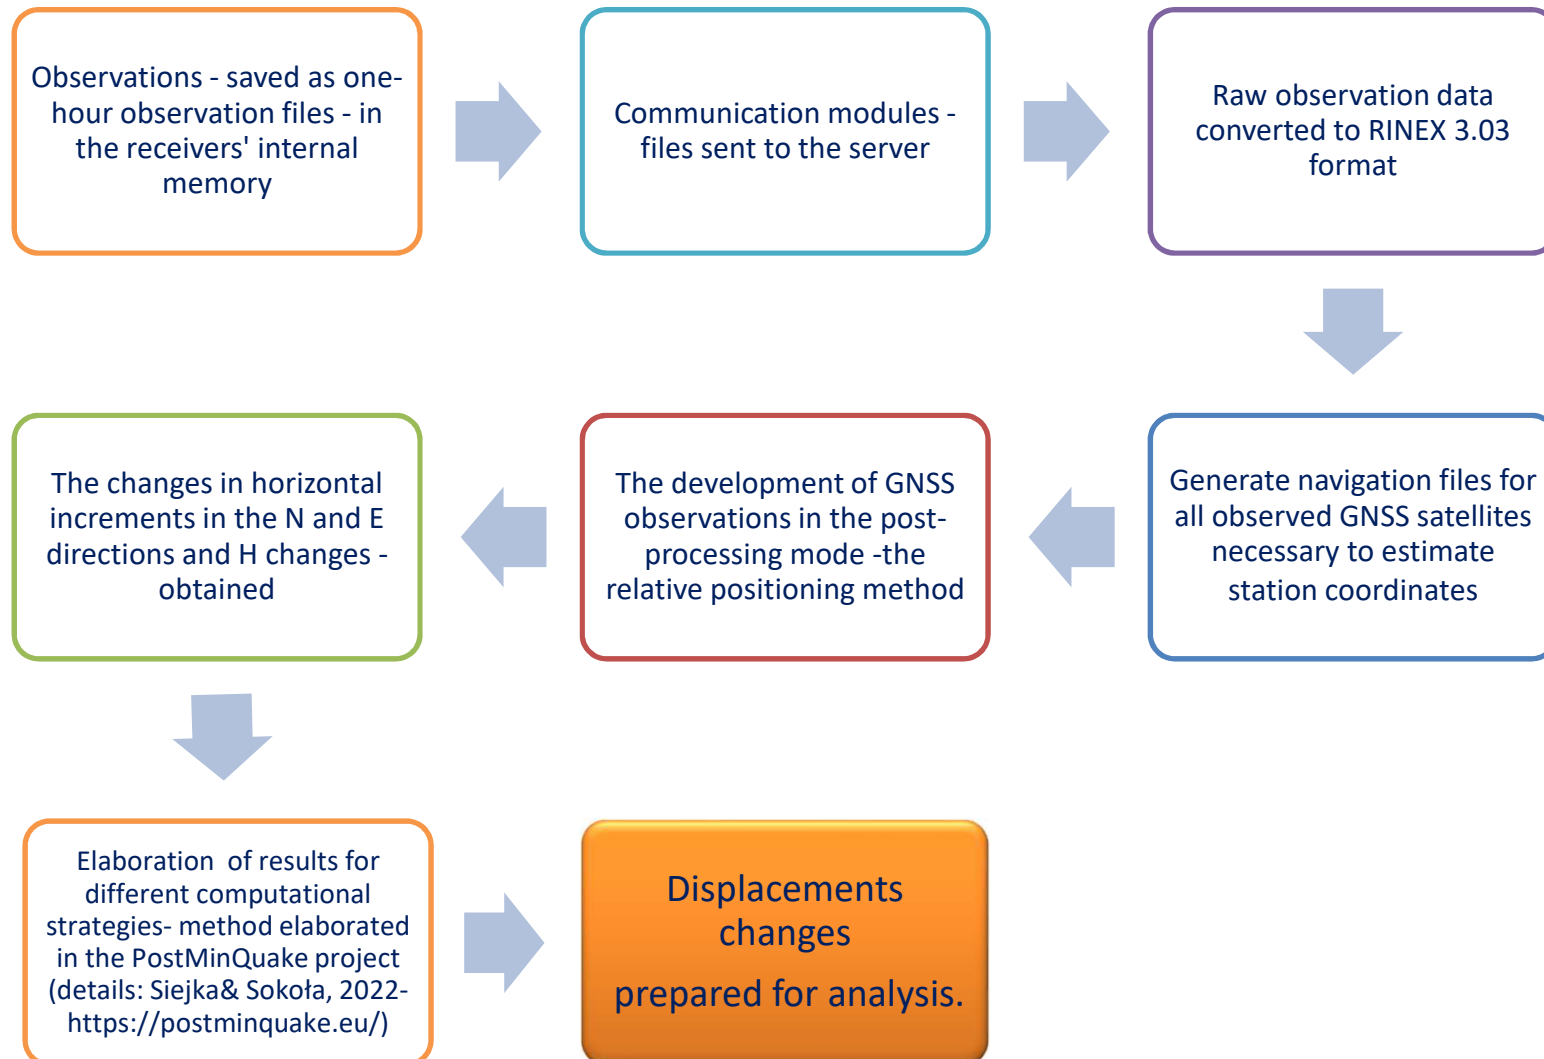 Observations - saved as one-
hour observation files - in
the receivers' internal
memory
Communication modules -
files sent to the server
Raw observation data
converted to RINEX 3.03
format
Generate navigation files for
all observed GNSS satellites
necessary to estimate
station coordinates
The development of GNSS
observations in the post-
processing mode -the
relative positioning method
The changes in horizontal
increments in the N and E
directions and H changes -
obtained
Elaboration  of results for
different computational
strategies- method elaborated
in the PostMinQuake project
(details: Siejka& Sokoła, 2022-
https://postminquake.eu/)
Displacements
changes
prepared for analysis.